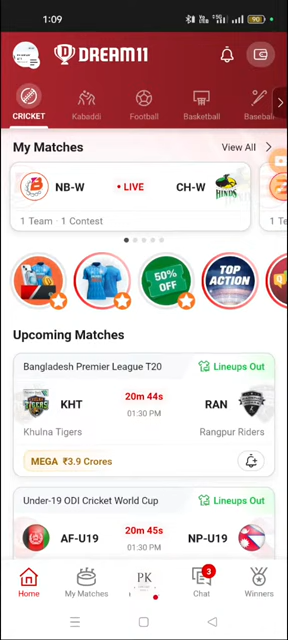 1:09
DREAM11
CRICKET
Kabaddi
Football
Basketball
Baseball
My Matches
View All
NB-W
• LIVE
CH-W
HINDS
1 Team · 1 Contest
1 Te
50%
OFF
TOP
ACTION
Upcoming Matches
Bangladesh Premier League T20
Lineups Out
KHT
20m 44s
RAN
01:30 PM
Khulna Tigers
Rangpur Riders
MEGA ₹3.9 Crores
Under-19 ODI Cricket World Cup
Lineups Out
AF-U19
20m 45s
NP-U19
01:30 PM
PK
3
Home
My Matches
Chat
Winners